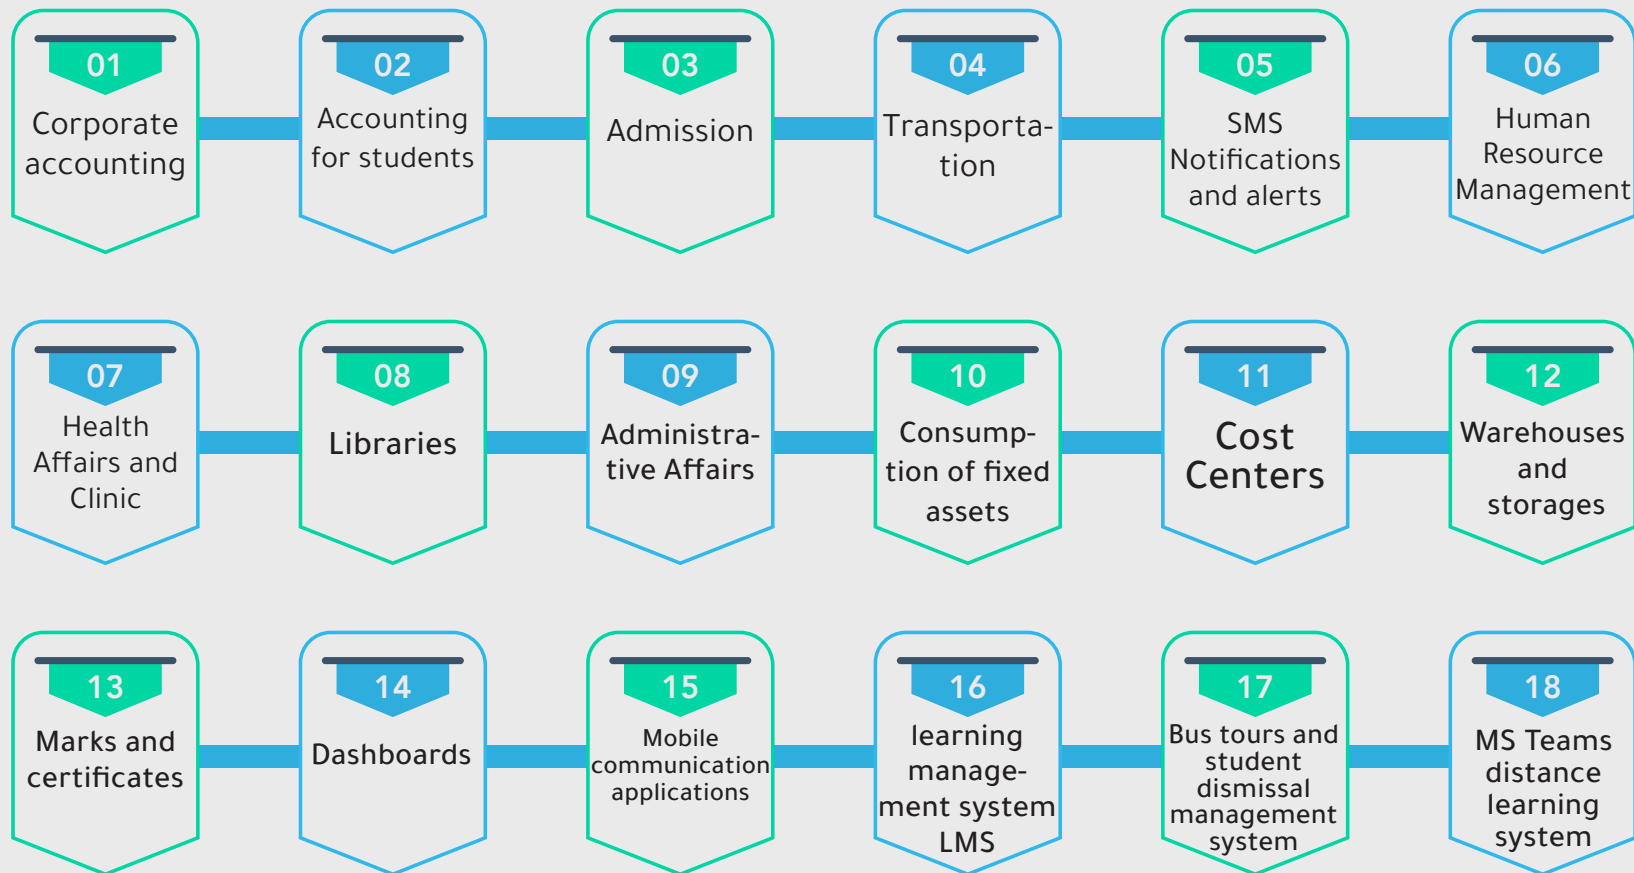 01
Corporate
accounting
02
Accounting
for students
03
Admission
04
Transporta-
tion
05
SMS
Notifications
and alerts
06
Human
Resource
Management
07
Health
Affairs and
Clinic
08
Libraries
09
Administra-
tive Affairs
10
Consump-
tion of fixed
assets
11
Cost
Centers
12
Warehouses
and
storages
13
Marks and
certificates
14
Dashboards
15
Mobile
communication
applications
16
learning
manage-
ment system
LMS
17
Bus tours and
student
dismissal
management
system
18
MS Teams
distance
learning
system